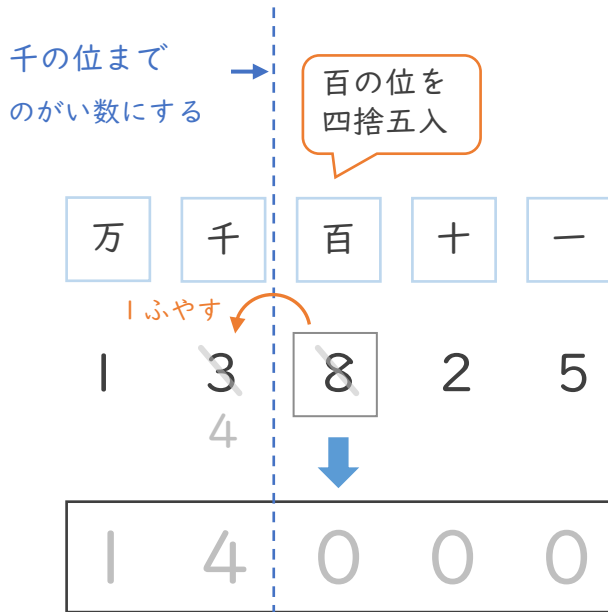 千の位まで
のがい数にする
百の位を
四捨五入
万 千 百 十 一
1ふやす
1 3 8 2 5
4
1 4 0 0 0